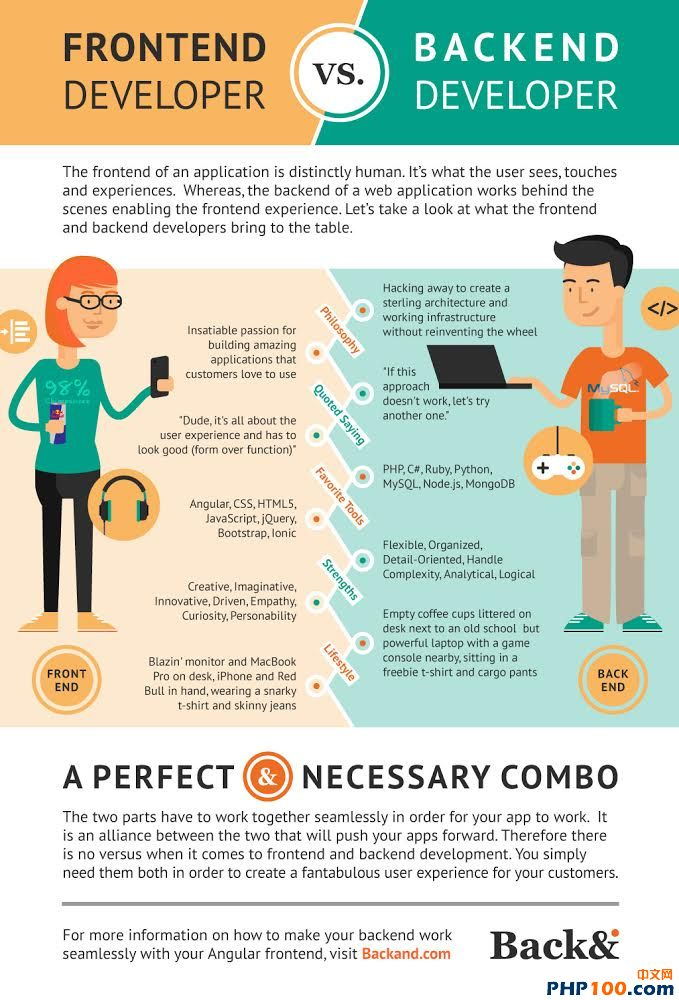 FRONTEND
DEVELOPER
VS.
BACKEND
DEVELOPER
The frontend of an application is distinctly human. It's what the user sees, touches
and experiences. Whereas, the backend of a web application works behind the
scenes enabling the frontend experience. Let's take a look at what the frontend
and backend developers bring to the table.
Philosophy
Insatiable passion for
building amazing
applications that
customers love to use
Hacking away to create a
sterling architecture and
working infrastructure
without reinventing the wheel
Quoted Saying
"Dude, it's all about the
user experience and has to
look good (form over function)"
"If this
approach
doesn't work, let's try
another one."
Favorite Tools
Angular, CSS, HTML5,
JavaScript, jQuery,
Bootstrap, Ionic
PHP, C#, Ruby, Python,
MySQL, Node.js, MongoDB
Strengths
Creative, Imaginative,
Innovative, Driven, Empathy,
Curiosity, Personability
Flexible, Organized,
Detail-Oriented, Handle
Complexity, Analytical, Logical
Lifestyle
Blazin' monitor and MacBook
Pro on desk, iPhone and Red
Bull in hand, wearing a snarky
t-shirt and skinny jeans
Empty coffee cups littered on
desk next to an old school but
powerful laptop with a game
console nearby, sitting in a
freebie t-shirt and cargo pants
98%
</>
MySQL
FRONT
END
BACK
END
A PERFECT & NECESSARY COMBO
The two parts have to work together seamlessly in order for your app to work. It
is an alliance between the two that will push your apps forward. Therefore there
is no versus when it comes to frontend and backend development. You simply
need them both in order to create a fantabulous user experience for your customers.
For more information on how to make your backend work
seamlessly with your Angular frontend, visit Backand.com
Back&
中文网
PHP100.com